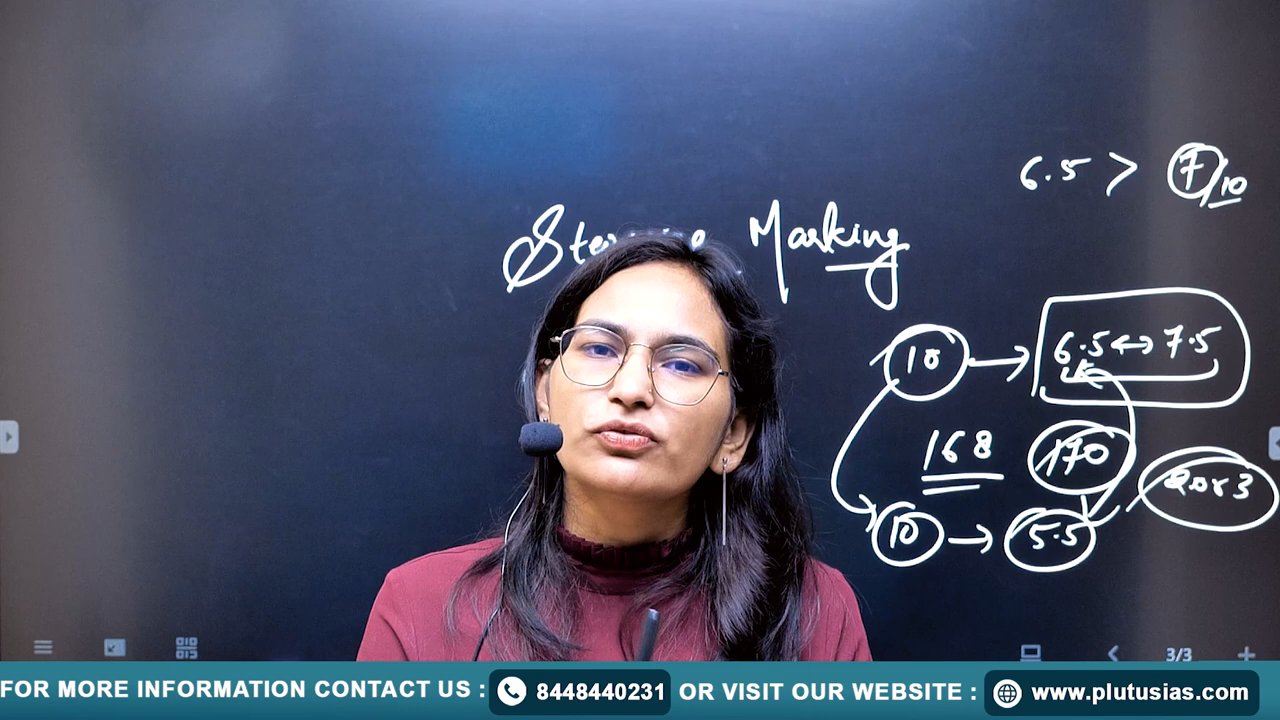 6.5 > 7/10
Marking
10 → 6.5 ↔ 7.5
168 170
2 or 3
10 → 5.5
3/3
FOR MORE INFORMATION CONTACT US : 8448440231 OR VISIT OUR WEBSITE : www.plutusias.com